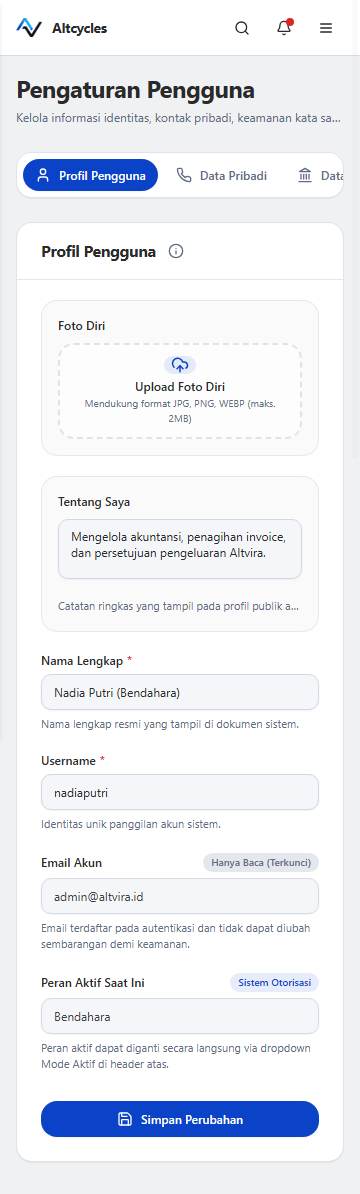 Altcycles
Pengaturan Pengguna
Kelola informasi identitas, kontak pribadi, keamanan kata sa...
Profil Pengguna
Data Pribadi
Data
Profil Pengguna
Foto Diri
Upload Foto Diri
Mendukung format JPG, PNG, WEBP (maks.
2MB)
Tentang Saya
Mengelola akuntansi, penagihan invoice,
dan persetujuan pengeluaran Altvira.
Catatan ringkas yang tampil pada profil publik a...
Nama Lengkap *
Nadia Putri (Bendahara)
Nama lengkap resmi yang tampil di dokumen sistem.
Username *
nadiaputri
Identitas unik panggilan akun sistem.
Email Akun
Hanya Baca (Terkunci)
admin@altvira.id
Email terdaftar pada autentikasi dan tidak dapat diubah
sembarangan demi keamanan.
Peran Aktif Saat Ini
Sistem Otorisasi
Bendahara
Peran aktif dapat diganti secara langsung via dropdown
Mode Aktif di header atas.
Simpan Perubahan